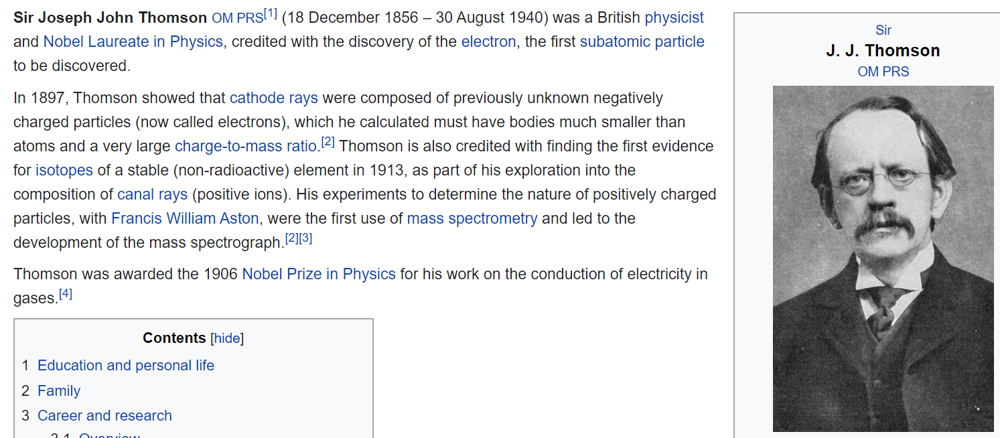 Sir Joseph John Thomson OM PRS[1] (18 December 1856 – 30 August 1940) was a British physicist
and Nobel Laureate in Physics, credited with the discovery of the electron, the first subatomic particle
to be discovered.
In 1897, Thomson showed that cathode rays were composed of previously unknown negatively
charged particles (now called electrons), which he calculated must have bodies much smaller than
atoms and a very large charge-to-mass ratio.[2] Thomson is also credited with finding the first evidence
for isotopes of a stable (non-radioactive) element in 1913, as part of his exploration into the
composition of canal rays (positive ions). His experiments to determine the nature of positively charged
particles, with Francis William Aston, were the first use of mass spectrometry and led to the
development of the mass spectrograph.[2][3]
Thomson was awarded the 1906 Nobel Prize in Physics for his work on the conduction of electricity in
gases.[4]
Contents [hide]
1 Education and personal life
2 Family
3 Career and research
3.1 Overview
Sir
J. J. Thomson
OM PRS